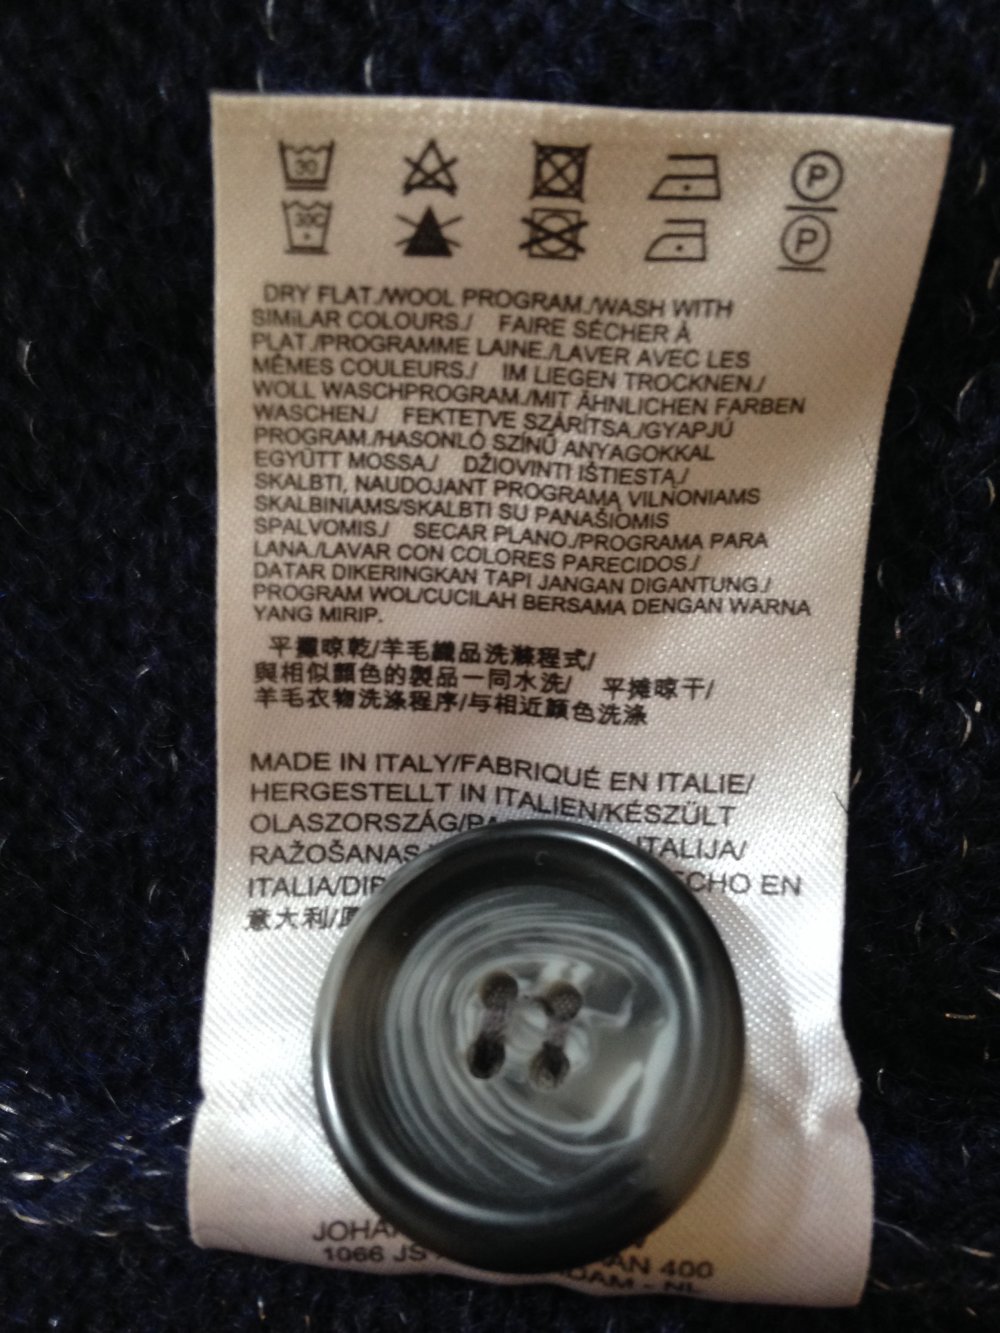 30 P
30C P
DRY FLAT./WOOL PROGRAM./WASH WITH
SIMILAR COLOURS./ FAIRE SÉCHER À
PLAT./PROGRAMME LAINE./LAVER AVEC LES
MÊMES COULEURS./ IM LIEGEN TROCKNEN./
WOLL WASCHPROGRAM./MIT ÄHNLICHEN FARBEN
WASCHEN./ FEKTETVE SZÁRÍTSA./GYAPJÚ
PROGRAM./HASONLÓ SZÍNŰ ANYAGOKKAL
EGYÜTT MOSSA./ DŽIOVINTI IŠTIESTĄ./
SKALBTI, NAUDOJANT PROGRAMĄ VILNONIAMS
SKALBINIAMS/SKALBTI SU PANAŠIOMIS
SPALVOMIS./ SECAR PLANO./PROGRAMA PARA
LANA./LAVAR CON COLORES PARECIDOS./
DATAR DIKERINGKAN TAPI JANGAN DIGANTUNG./
PROGRAM WOL/CUCILAH BERSAMA DENGAN WARNA
YANG MIRIP.
平攤晾乾/羊毛織品洗滌程式/
與相似顏色的製品一同水洗/ 平摊晾干/
羊毛衣物洗涤程序/与相近颜色洗涤
MADE IN ITALY/FABRIQUÉ EN ITALIE/
HERGESTELLT IN ITALIEN/KÉSZÜLT
OLASZORSZÁG/
RAŽOŠANAS ITALIJA/
ITALIA/ EN
意大利/
1066 JS 400
NL